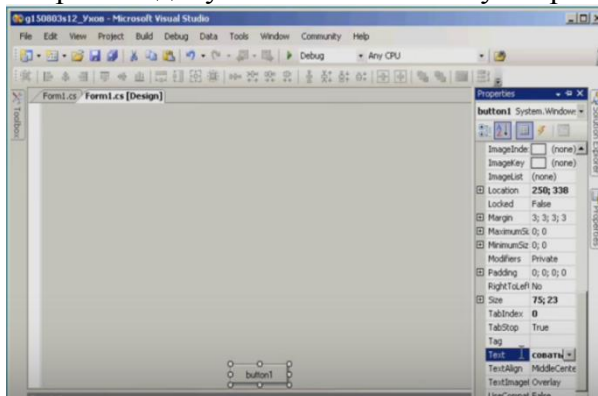 g150803s12_Ухов - Microsoft Visual Studio
File Edit View Project Build Debug Data Tools Window Community Help
Debug Any CPU
Form1.cs Form1.cs [Design]
Toolbox
Properties
button1 System.Window
ImageInde (none)
ImageKey (none)
ImageList (none)
Location 250; 338
Locked False
Margin 3; 3; 3; 3
MaximumSi 0; 0
MinimumSiz 0; 0
Modifiers Private
Padding 0; 0; 0; 0
RightToLeft No
Size 75; 23
TabIndex 0
TabStop True
Tag
Text совать
TextAlign MiddleCente
TextImageI Overlay
button1
Solution Explorer
Properties